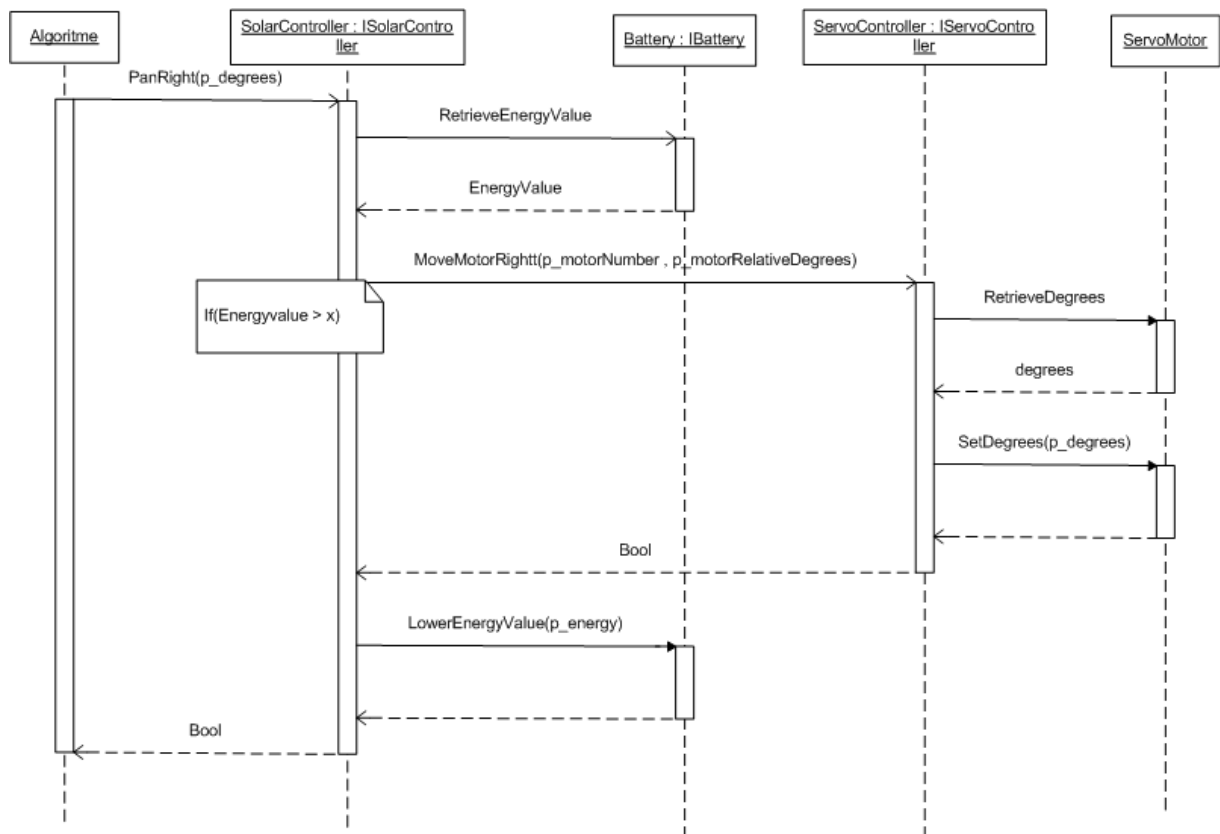 Algoritme
SolarController : ISolarContro
ller
Battery : IBattery
ServoController : IServoContro
ller
ServoMotor
PanRight(p_degrees)
RetrieveEnergyValue
EnergyValue
MoveMotorRightt(p_motorNumber , p_motorRelativeDegrees)
If(Energyvalue > x)
RetrieveDegrees
degrees
SetDegrees(p_degrees)
Bool
LowerEnergyValue(p_energy)
Bool